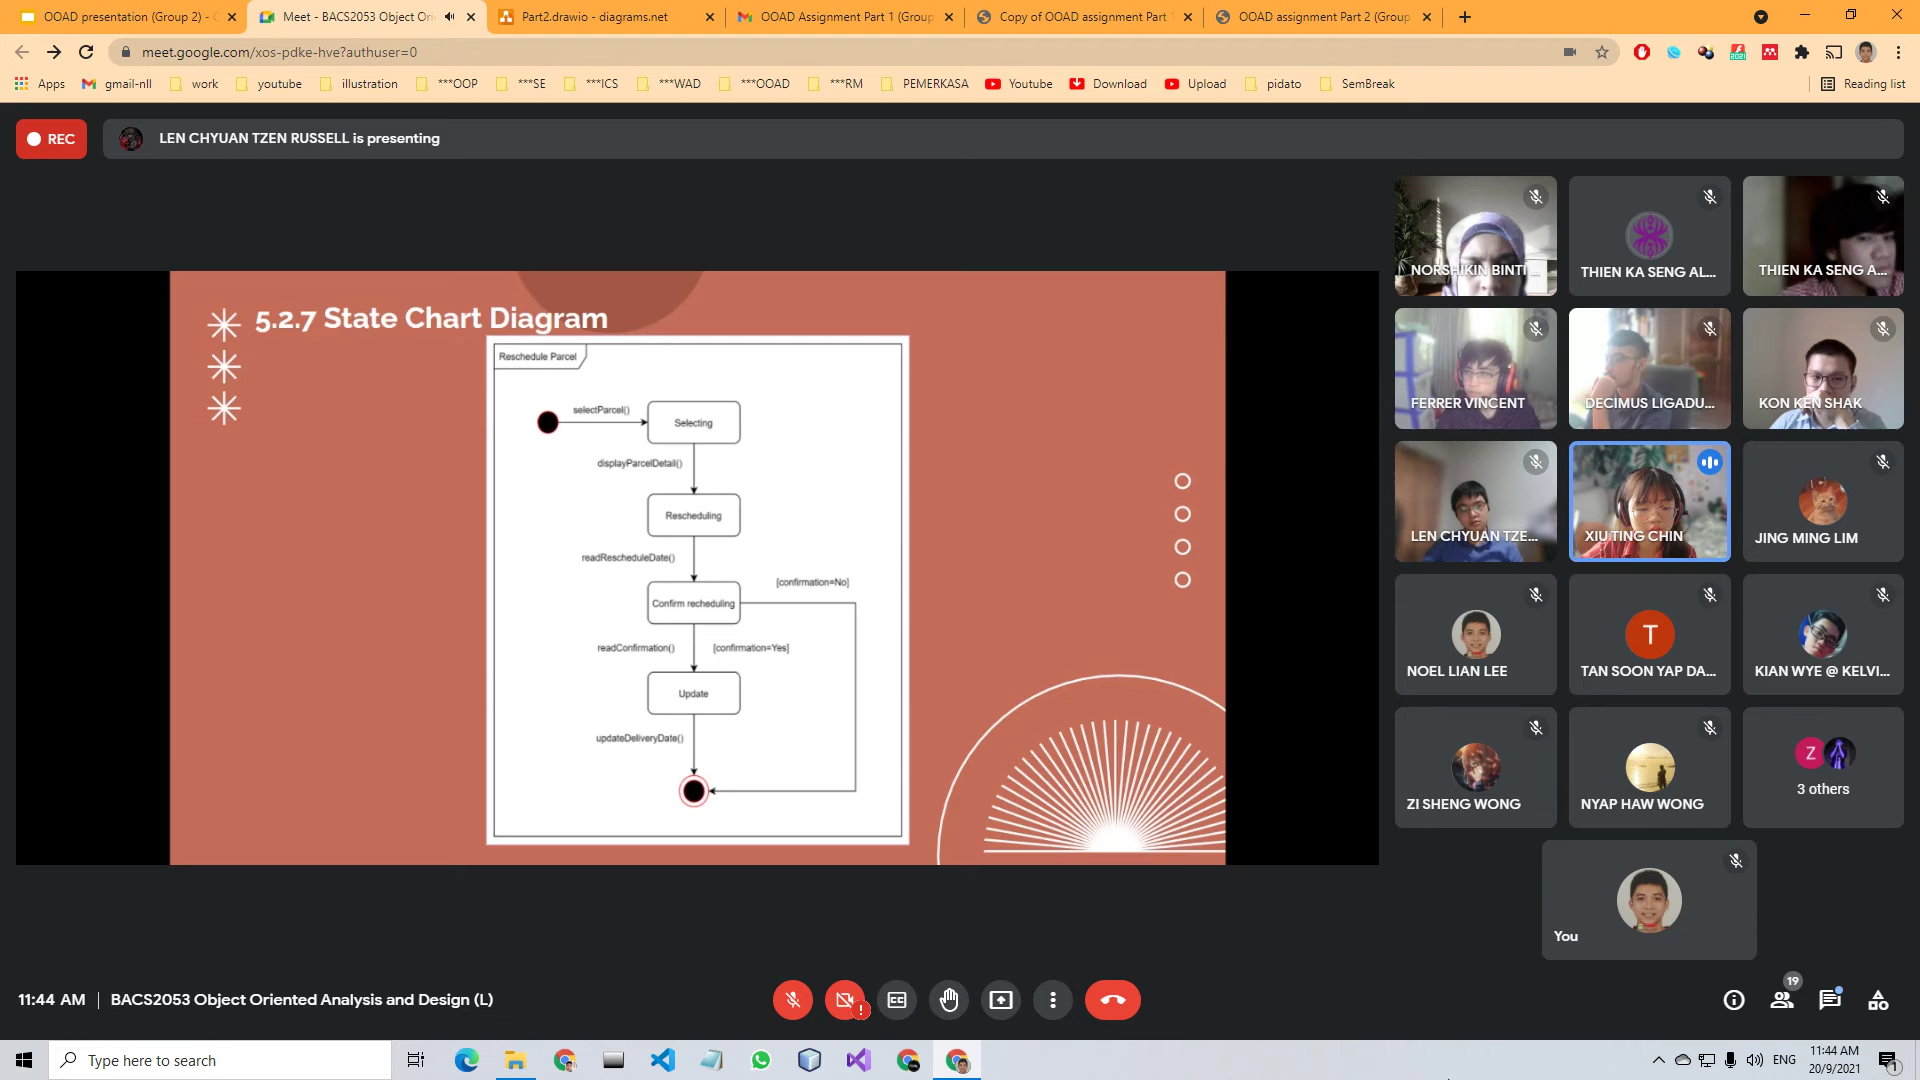 OOAD presentation (Group 2) - G
Meet - BACS2053 Object Ori
Part2.drawio - diagrams.net
OOAD Assignment Part 1 (Group
Copy of OOAD assignment Part 1
OOAD assignment Part 2 (Group
meet.google.com/xos-pdke-hve?authuser=0
Apps
gmail-nll
work
youtube
illustration
***OOP
***SE
***ICS
***WAD
***OOAD
***RM
PEMERKASA
Youtube
Download
Upload
pidato
SemBreak
Reading list
REC
LEN CHYUAN TZEN RUSSELL is presenting
5.2.7 State Chart Diagram
Reschedule Parcel
selectParcel()
Selecting
displayParcelDetail()
Rescheduling
readRescheduleDate()
[confirmation=No]
Confirm recheduling
readConfirmation()
[confirmation=Yes]
Update
updateDeliveryDate()
NORSHIKIN BINTI ...
THIEN KA SENG AL...
THIEN KA SENG A...
FERRER VINCENT
DECIMUS LIGADU...
KON KEN SHAK
LEN CHYUAN TZE...
XIU TING CHIN
JING MING LIM
NOEL LIAN LEE
T
TAN SOON YAP DA...
KIAN WYE @ KELVI...
ZI SHENG WONG
NYAP HAW WONG
Z
3 others
You
11:44 AM
BACS2053 Object Oriented Analysis and Design (L)
19
Type here to search
ENG
11:44 AM
20/9/2021
1